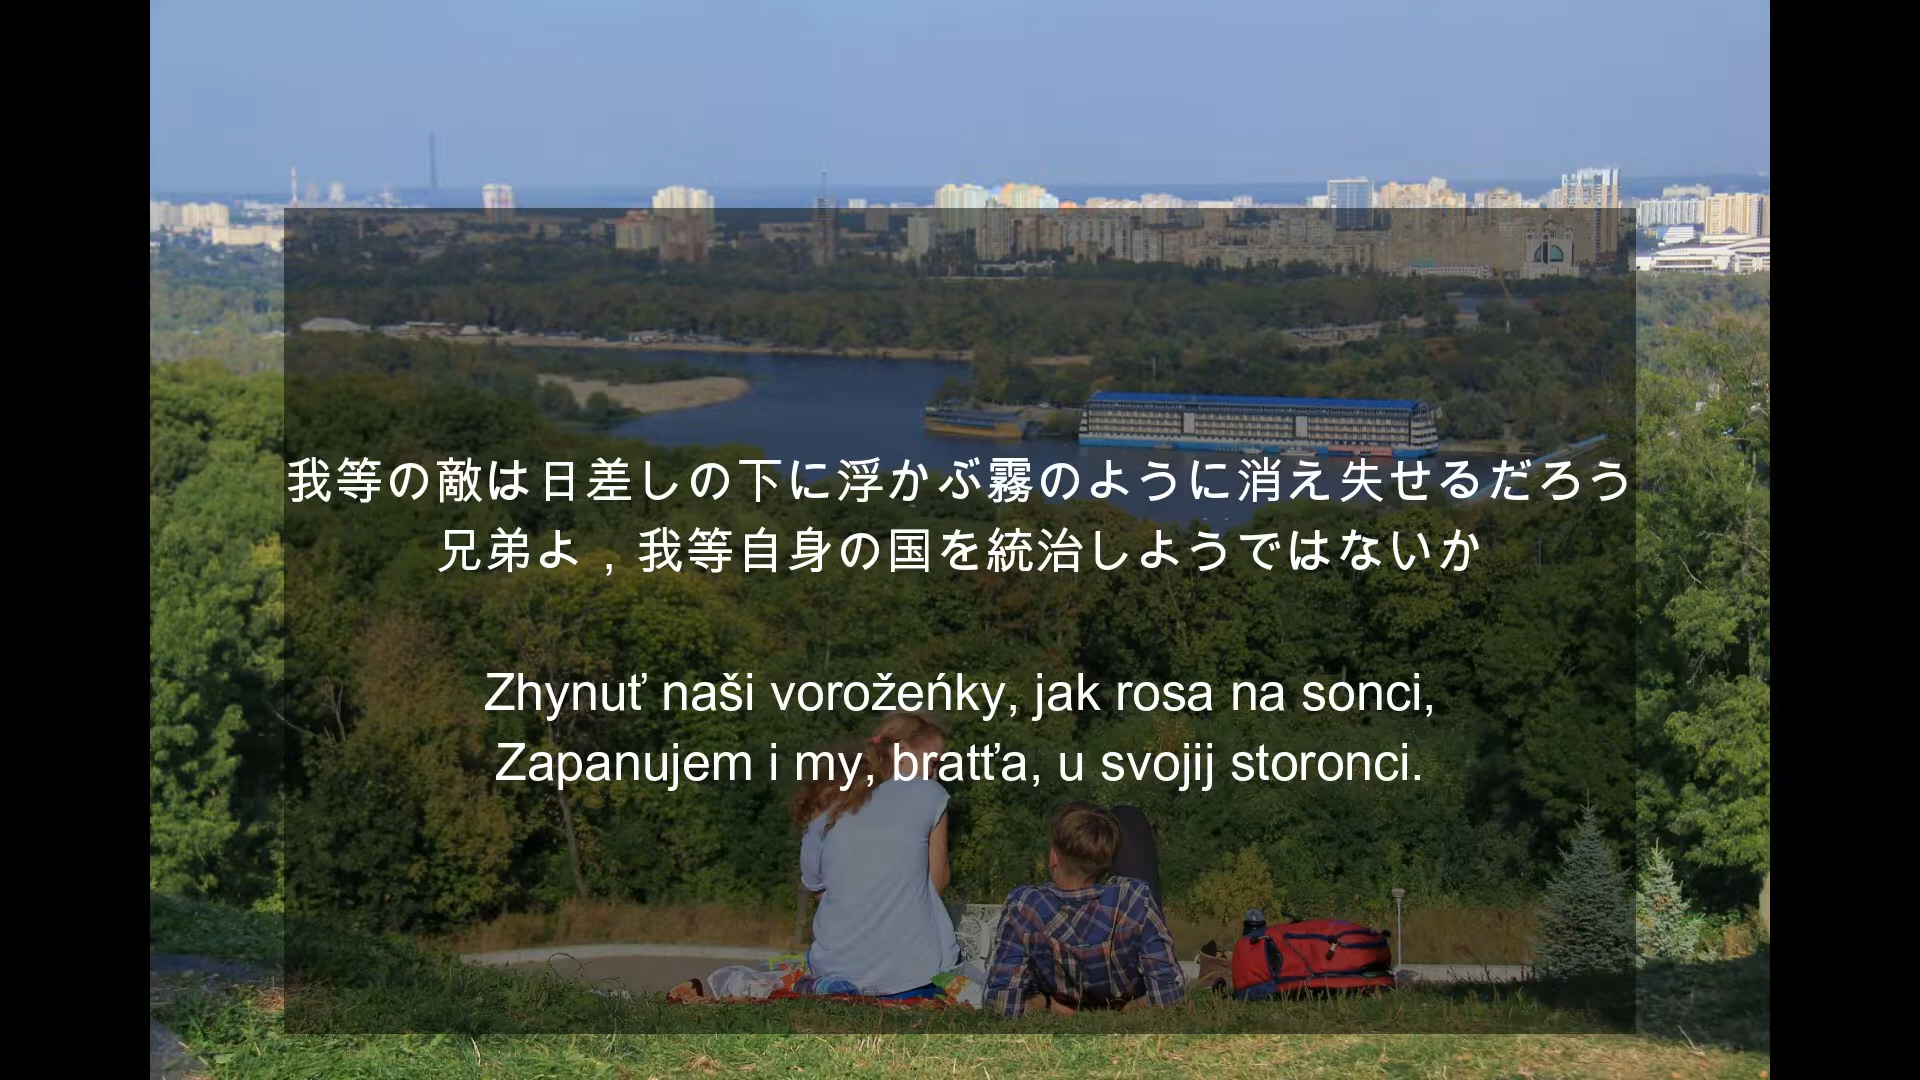 我等の敵は日差しの下に浮かぶ霧のように消え失せるだろう
兄弟よ，我等自身の国を統治しようではないか
Zhynuť naši vorožeńky, jak rosa na sonci,
Zapanujem i my, bratťa, u svojij storonci.